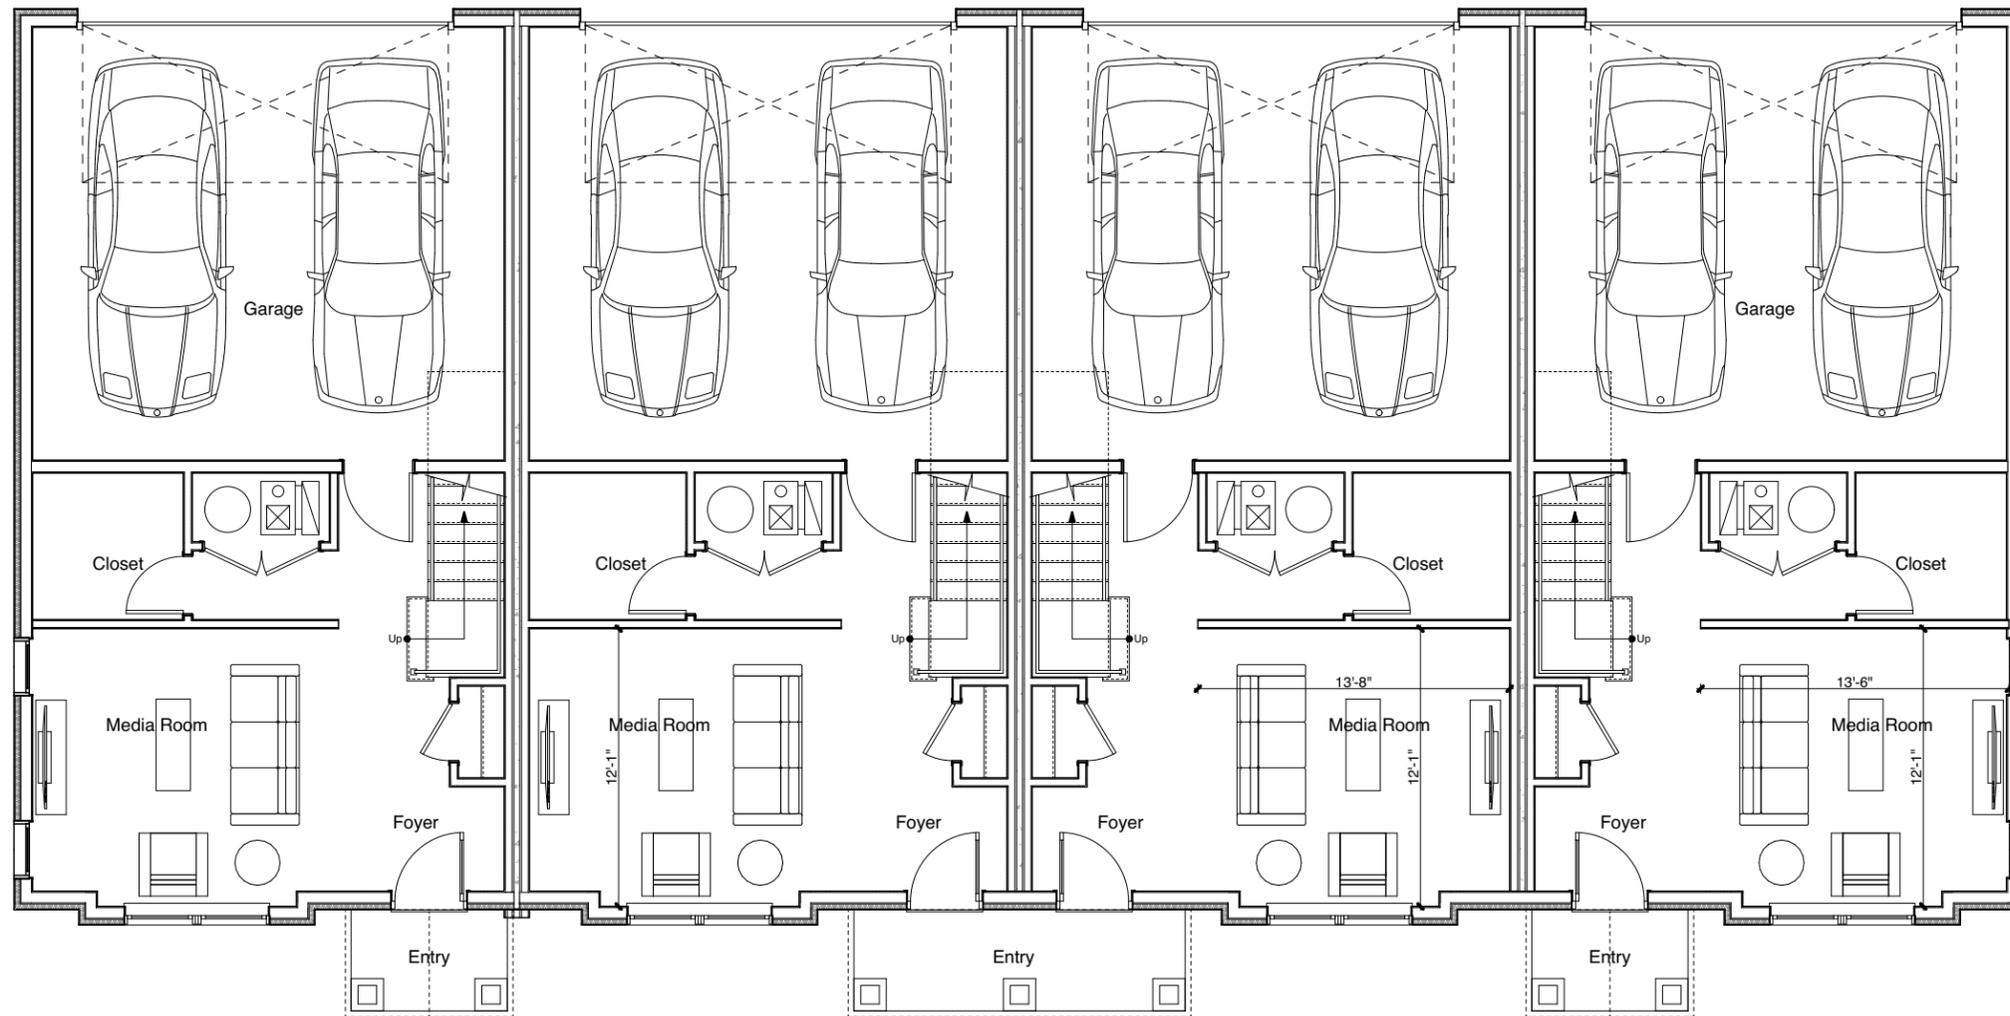 Garage
Garage
Closet
Closet
Closet
Closet
Up
Up
Up
Up
13'-8"
13'-6"
Media Room
Media Room
Media Room
Media Room
12'-1"
12'-1"
12'-1"
Foyer
Foyer
Foyer
Foyer
Entry
Entry
Entry